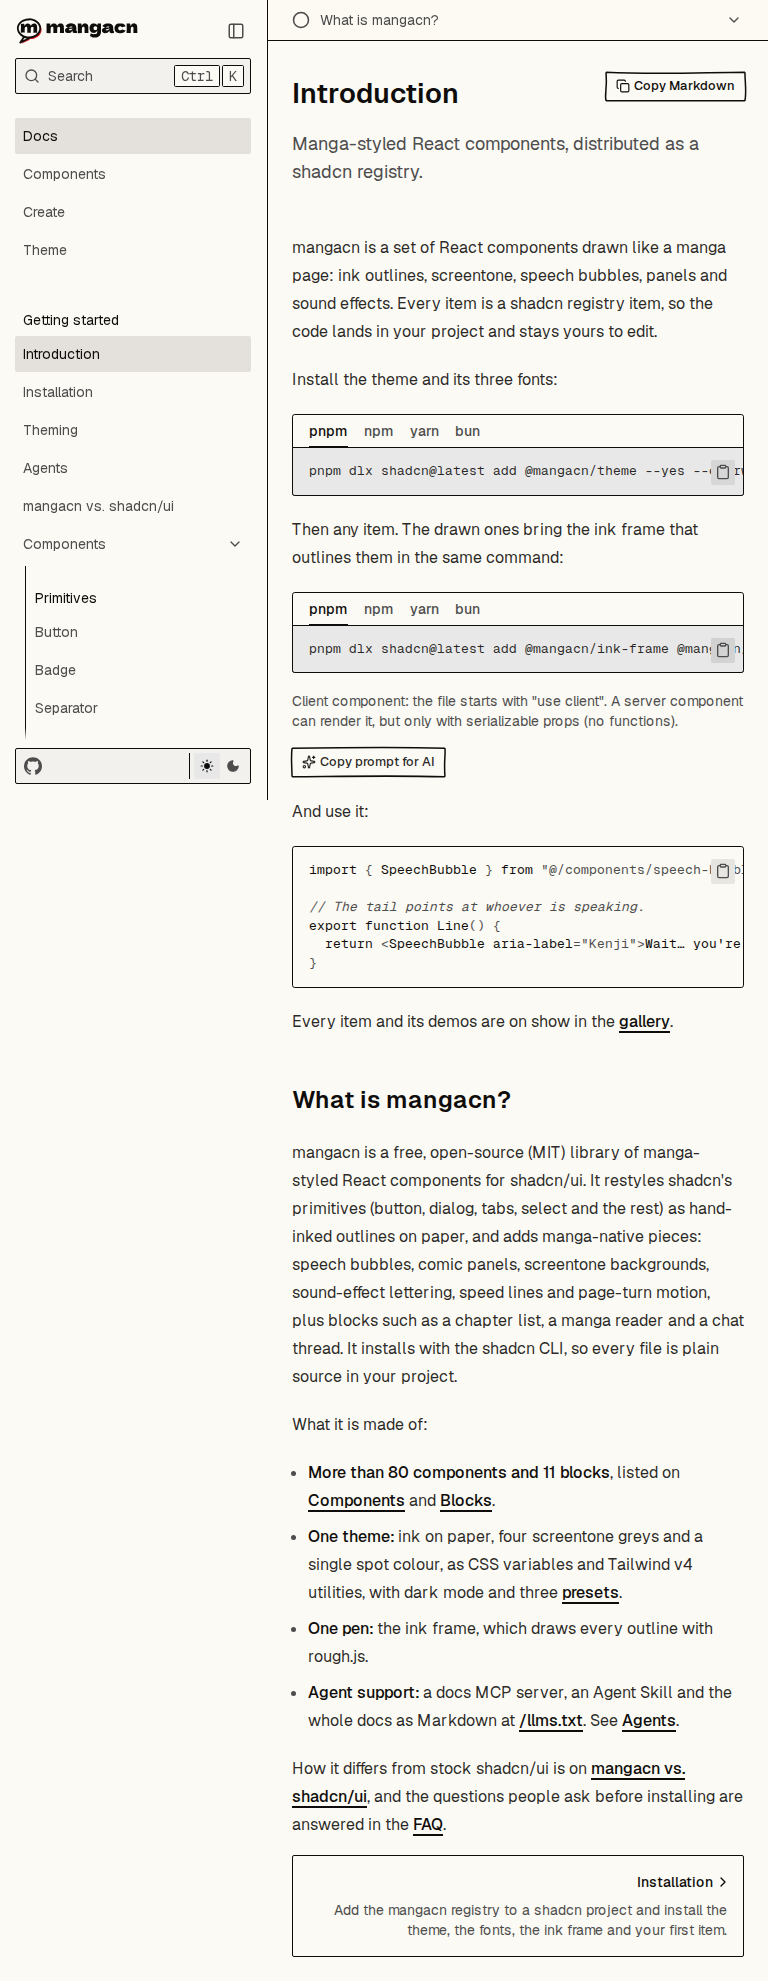 mangacn
Search
Ctrl K
Docs
Components
Create
Theme
Getting started
Introduction
Installation
Theming
Agents
mangacn vs. shadcn/ui
Components
Primitives
Button
Badge
Separator
What is mangacn?
Introduction
Copy Markdown
Manga-styled React components, distributed as a
shadcn registry.
mangacn is a set of React components drawn like a manga
page: ink outlines, screentone, speech bubbles, panels and
sound effects. Every item is a shadcn registry item, so the
code lands in your project and stays yours to edit.
Install the theme and its three fonts:
pnpm npm yarn bun
pnpm dlx shadcn@latest add @mangacn/theme --yes
Then any item. The drawn ones bring the ink frame that
outlines them in the same command:
pnpm npm yarn bun
pnpm dlx shadcn@latest add @mangacn/ink-frame
Client component: the file starts with "use client". A server component
can render it, but only with serializable props (no functions).
Copy prompt for AI
And use it:
import { SpeechBubble } from "@/components/speech-
// The tail points at whoever is speaking.
export function Line() {
return <SpeechBubble aria-label="Kenji">Wait… you're
}
Every item and its demos are on show in the gallery.
What is mangacn?
mangacn is a free, open-source (MIT) library of manga-
styled React components for shadcn/ui. It restyles shadcn's
primitives (button, dialog, tabs, select and the rest) as hand-
inked outlines on paper, and adds manga-native pieces:
speech bubbles, comic panels, screentone backgrounds,
sound-effect lettering, speed lines and page-turn motion,
plus blocks such as a chapter list, a manga reader and a chat
thread. It installs with the shadcn CLI, so every file is plain
source in your project.
What it is made of:
• More than 80 components and 11 blocks, listed on
Components and Blocks.
• One theme: ink on paper, four screentone greys and a
single spot colour, as CSS variables and Tailwind v4
utilities, with dark mode and three presets.
• One pen: the ink frame, which draws every outline with
rough.js.
• Agent support: a docs MCP server, an Agent Skill and the
whole docs as Markdown at /llms.txt. See Agents.
How it differs from stock shadcn/ui is on mangacn vs.
shadcn/ui, and the questions people ask before installing are
answered in the FAQ.
Installation
Add the mangacn registry to a shadcn project and install the
theme, the fonts, the ink frame and your first item.